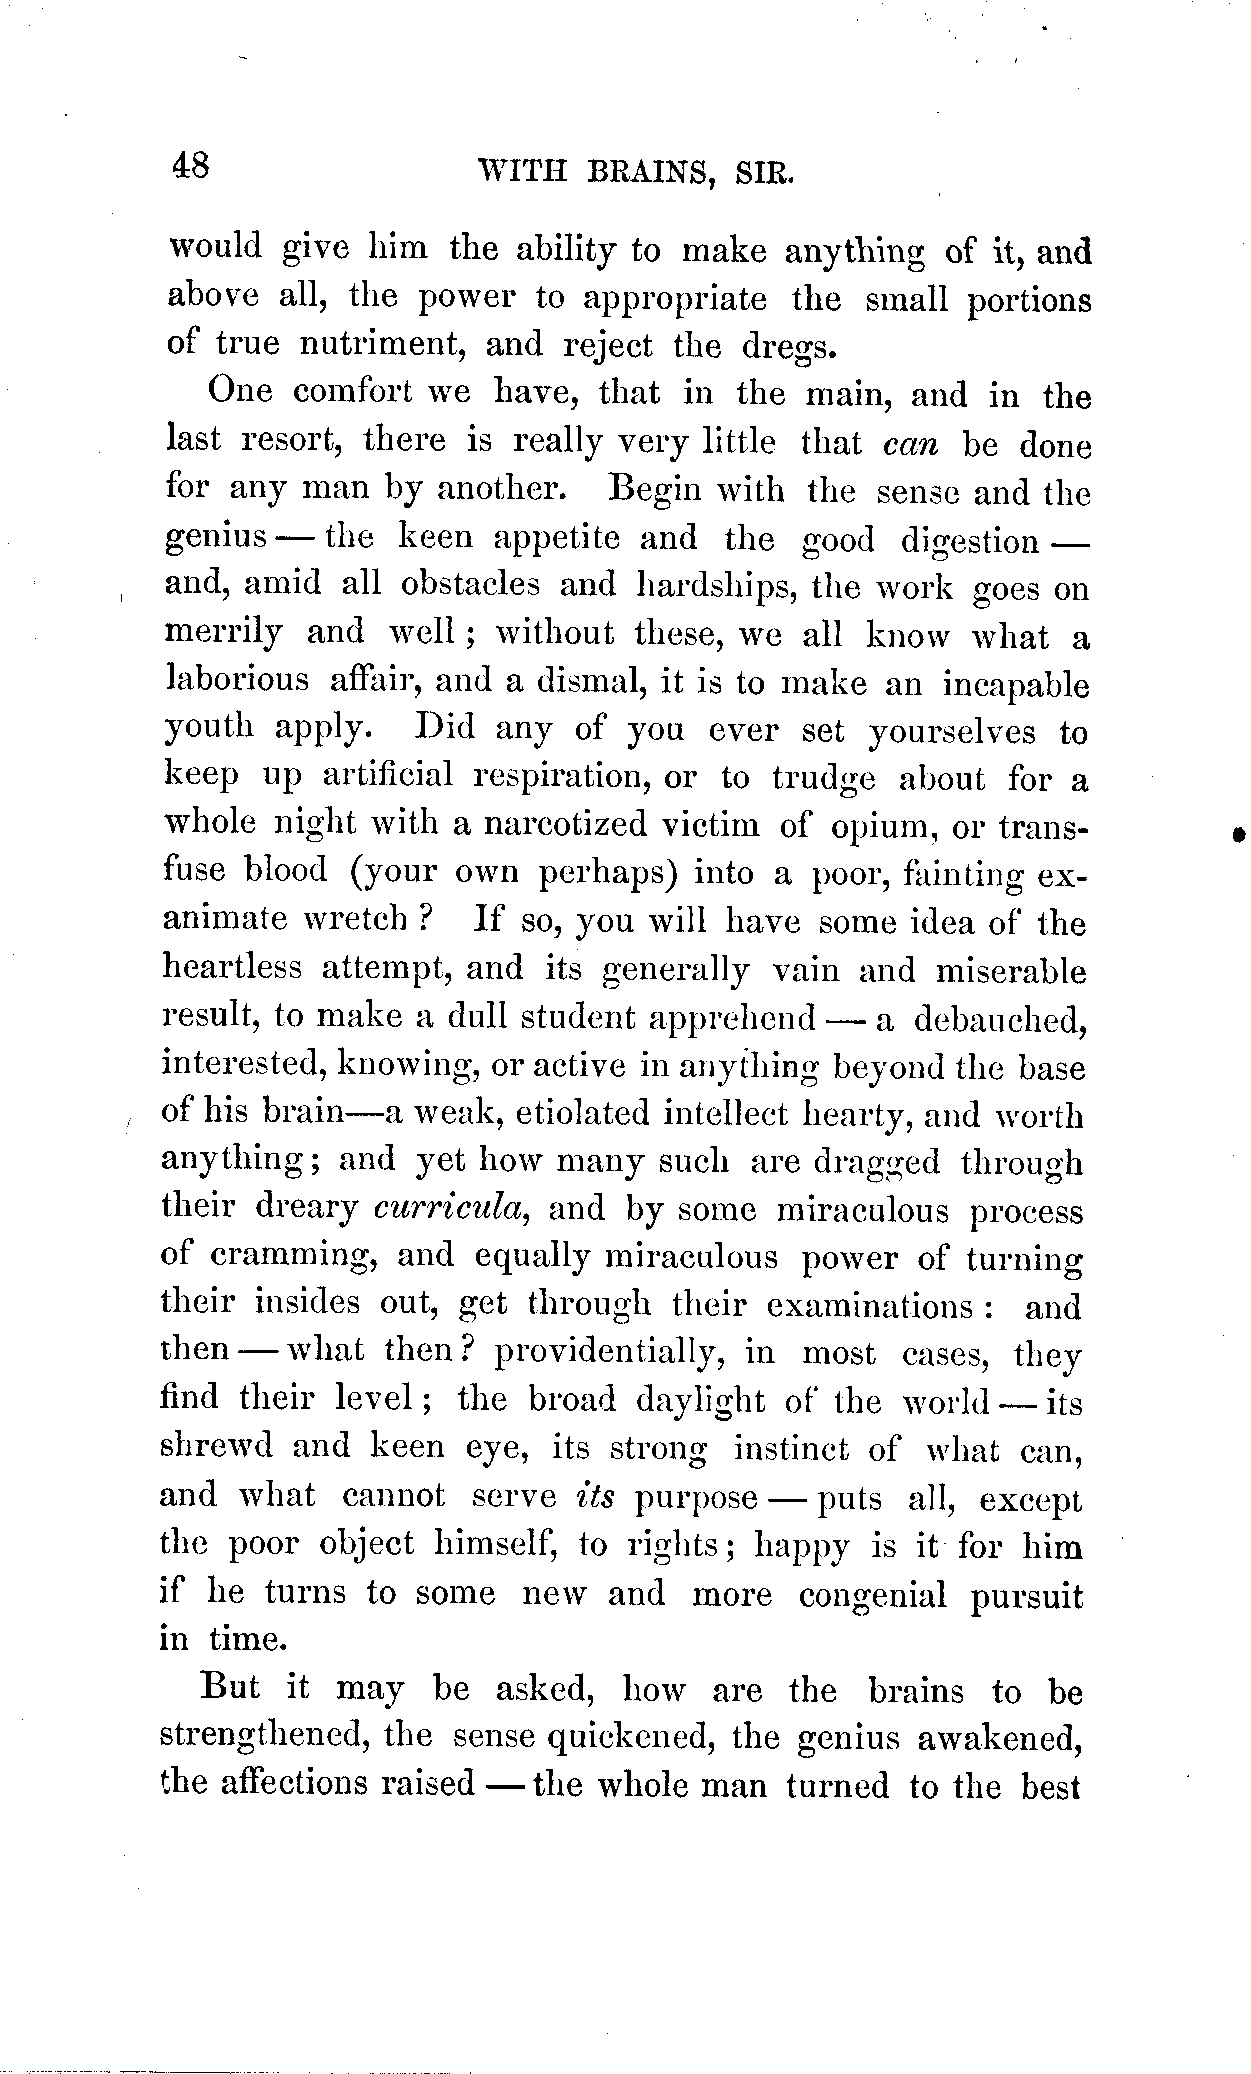 48 WITH BRAINS, SIR.
would give him the ability to make anything of it, and
above all, the power to appropriate the small portions
of true nutriment, and reject the dregs.
One comfort we have, that in the main, and in the
last resort, there is really very little that can be done
for any man by another. Begin with the sense and the
genius — the keen appetite and the good digestion —
and, amid all obstacles and hardships, the work goes on
merrily and well ; without these, we all know what a
laborious affair, and a dismal, it is to make an incapable
youth apply. Did any of you ever set yourselves to
keep up artificial respiration, or to trudge about for a
whole night with a narcotized victim of opium, or trans-
fuse blood (your own perhaps) into a poor, fainting ex-
animate wretch ? If so, you will have some idea of the
heartless attempt, and its generally vain and miserable
result, to make a dull student apprehend — a debauched,
interested, knowing, or active in anything beyond the base
of his brain—a weak, etiolated intellect hearty, and worth
anything ; and yet how many such are dragged through
their dreary curricula, and by some miraculous process
of cramming, and equally miraculous power of turning
their insides out, get through their examinations : and
then — what then ? providentially, in most cases, they
find their level ; the broad daylight of the world — its
shrewd and keen eye, its strong instinct of what can,
and what cannot serve its purpose — puts all, except
the poor object himself, to rights ; happy is it for him
if he turns to some new and more congenial pursuit
in time.
But it may be asked, how are the brains to be
strengthened, the sense quickened, the genius awakened,
the affections raised — the whole man turned to the best